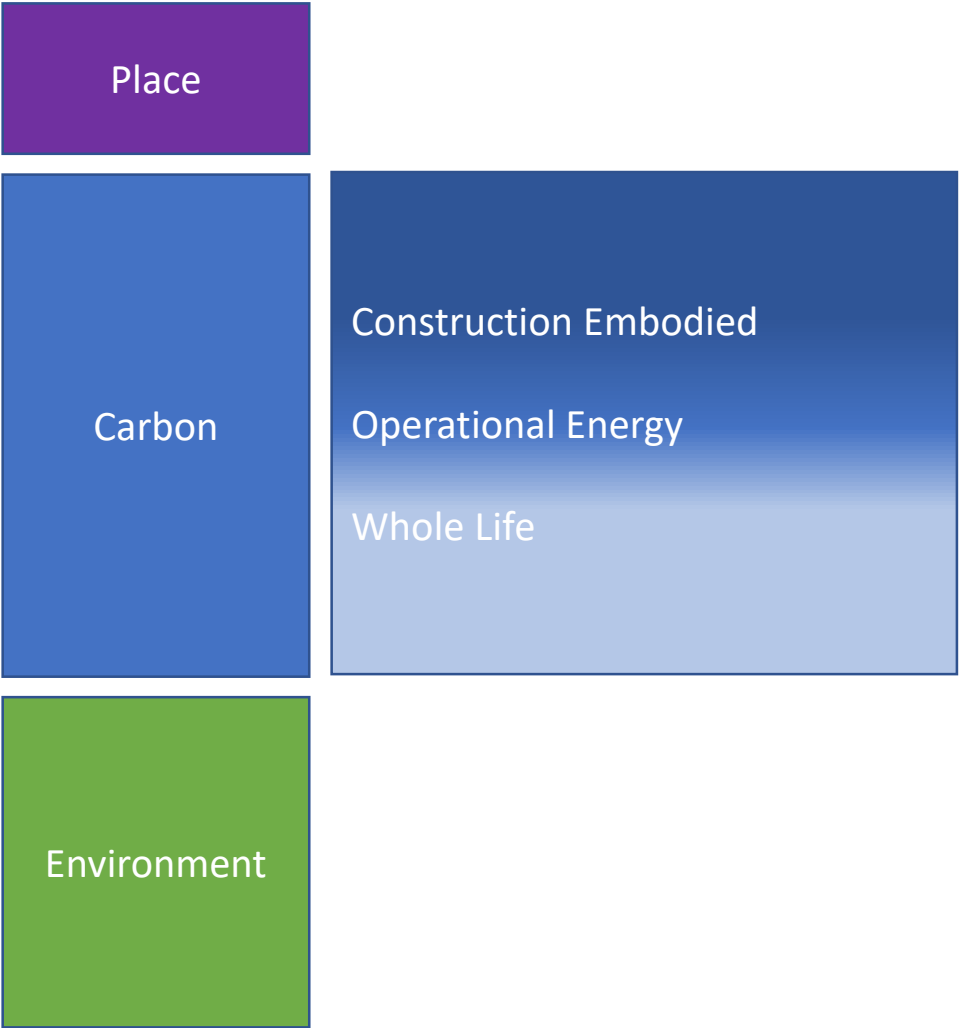 Place
Carbon
Construction Embodied
Operational Energy
Whole Life
Environment